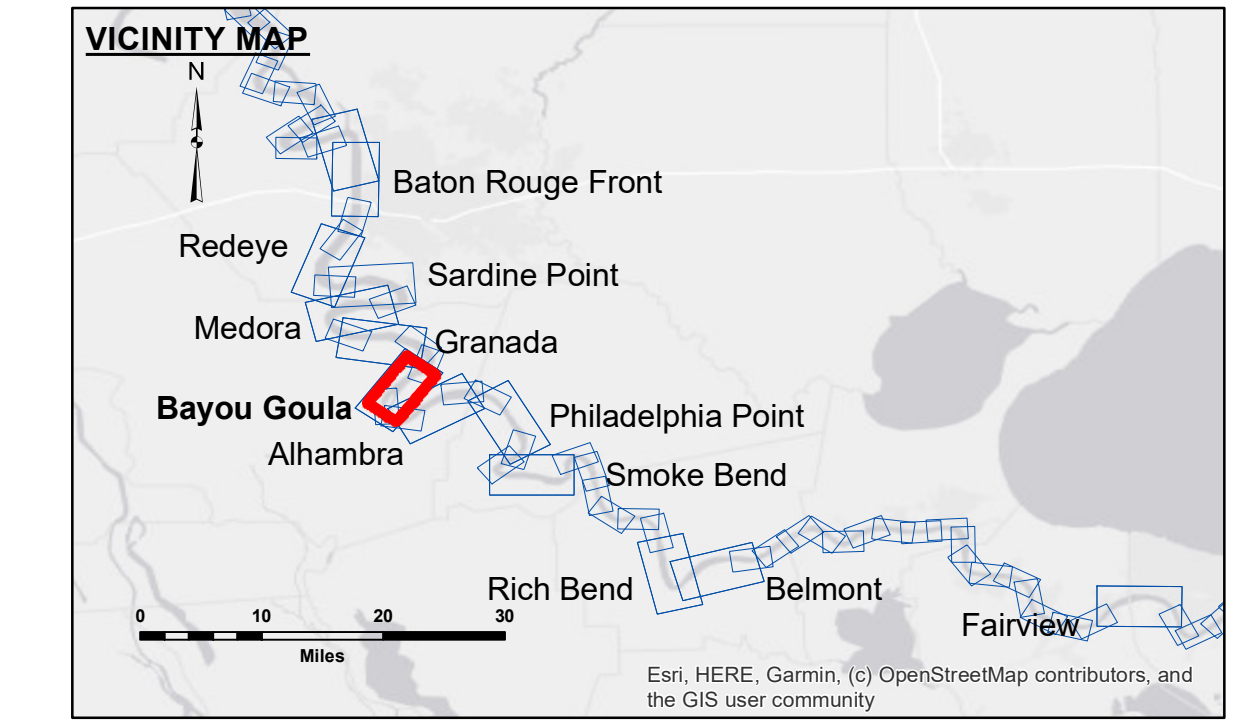 VICINITY MAP
N
Baton Rouge Front
Redeye
Sardine Point
Medora
Granada
Bayou Goula
Philadelphia Point
Alhambra
Smoke Bend
Rich Bend
Belmont
Fairview
0 10 20 30
Miles
Esri, HERE, Garmin, (c) OpenStreetMap contributors, and
the GIS user community